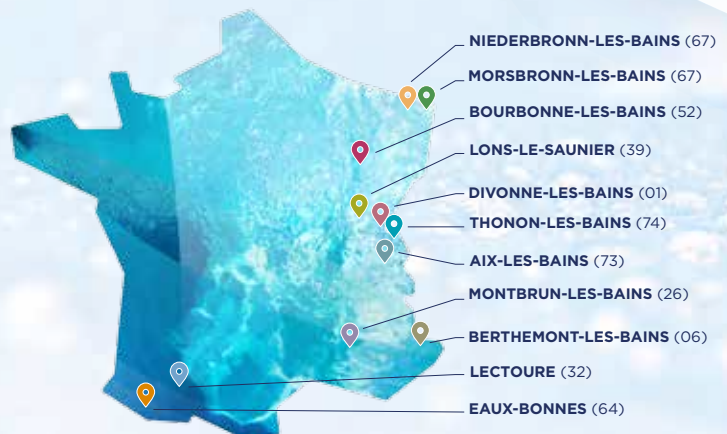 NIEDERBRONN-LES-BAINS (67)
MORSBRONN-LES-BAINS (67)
BOURBONNE-LES-BAINS (52)
LONS-LE-SAUNIER (39)
DIVONNE-LES-BAINS (01)
THONON-LES-BAINS (74)
AIX-LES-BAINS (73)
MONTBRUN-LES-BAINS (26)
BERTHEMONT-LES-BAINS (06)
LECTOURE (32)
EAUX-BONNES (64)